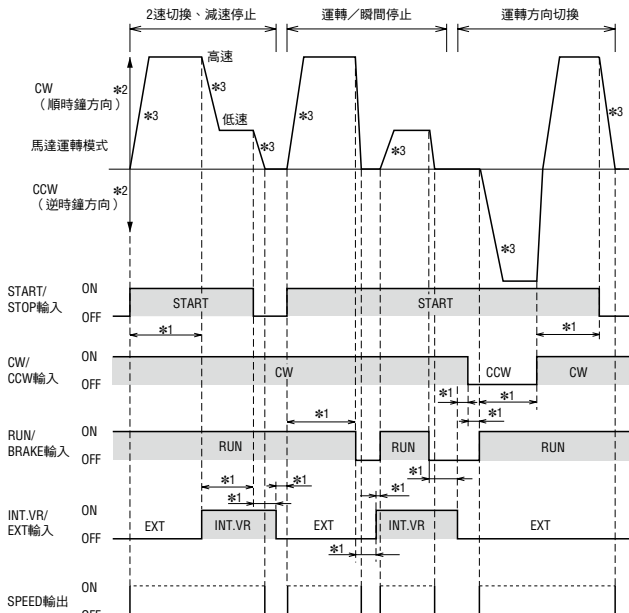 2速切換、減速停止
運轉／瞬間停止
運轉方向切換
高速
CW
（順時鐘方向）
*2
*3
*3
低速
*3
*3
*3
*3
馬達運轉模式
CCW
（逆時鐘方向）
*2
*3
START/
STOP輸入
ON
OFF
START
START
*1
*1
CW/
CCW輸入
ON
OFF
CW
CCW
CW
*1
*1
*1
*1
RUN/
BRAKE輸入
ON
OFF
RUN
RUN
RUN
*1
*1
*1
*1
INT.VR/
EXT輸入
ON
OFF
EXT
INT.VR
EXT
INT.VR
EXT
*1
SPEED輸出
ON
OFF